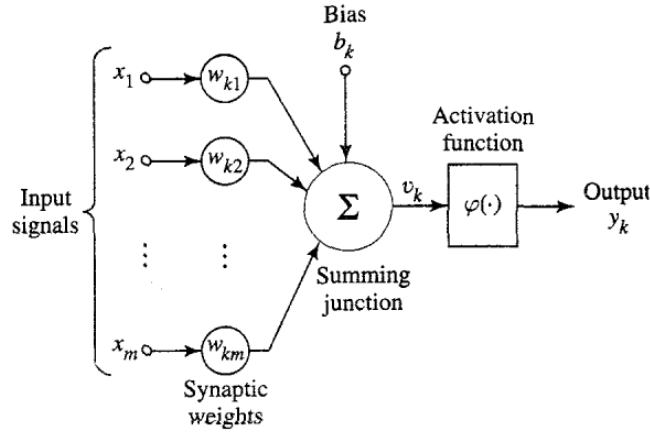 Bias
b_k
x_1
w_k1
Activation
function
x_2
w_k2
Input
signals
Σ
v_k
φ(·)
Output
y_k
⋮
⋮
Summing
junction
x_m
w_km
Synaptic
weights